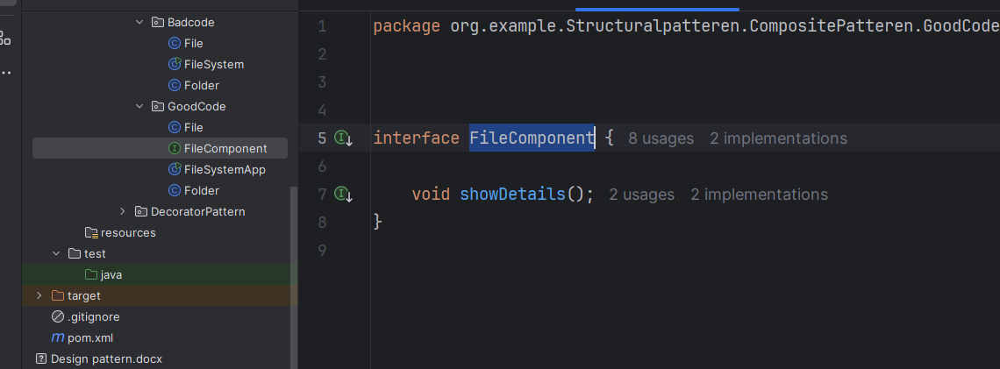 Badcode
File
FileSystem
Folder
GoodCode
File
FileComponent
FileSystemApp
Folder
DecoratorPattern
resources
test
java
target
.gitignore
pom.xml
Design pattern.docx
1 package org.example.Structuralpatteren.CompositePatteren.GoodCode
2
3
4
5 interface FileComponent { 8 usages 2 implementations
6
7 void showDetails(); 2 usages 2 implementations
8 }
9